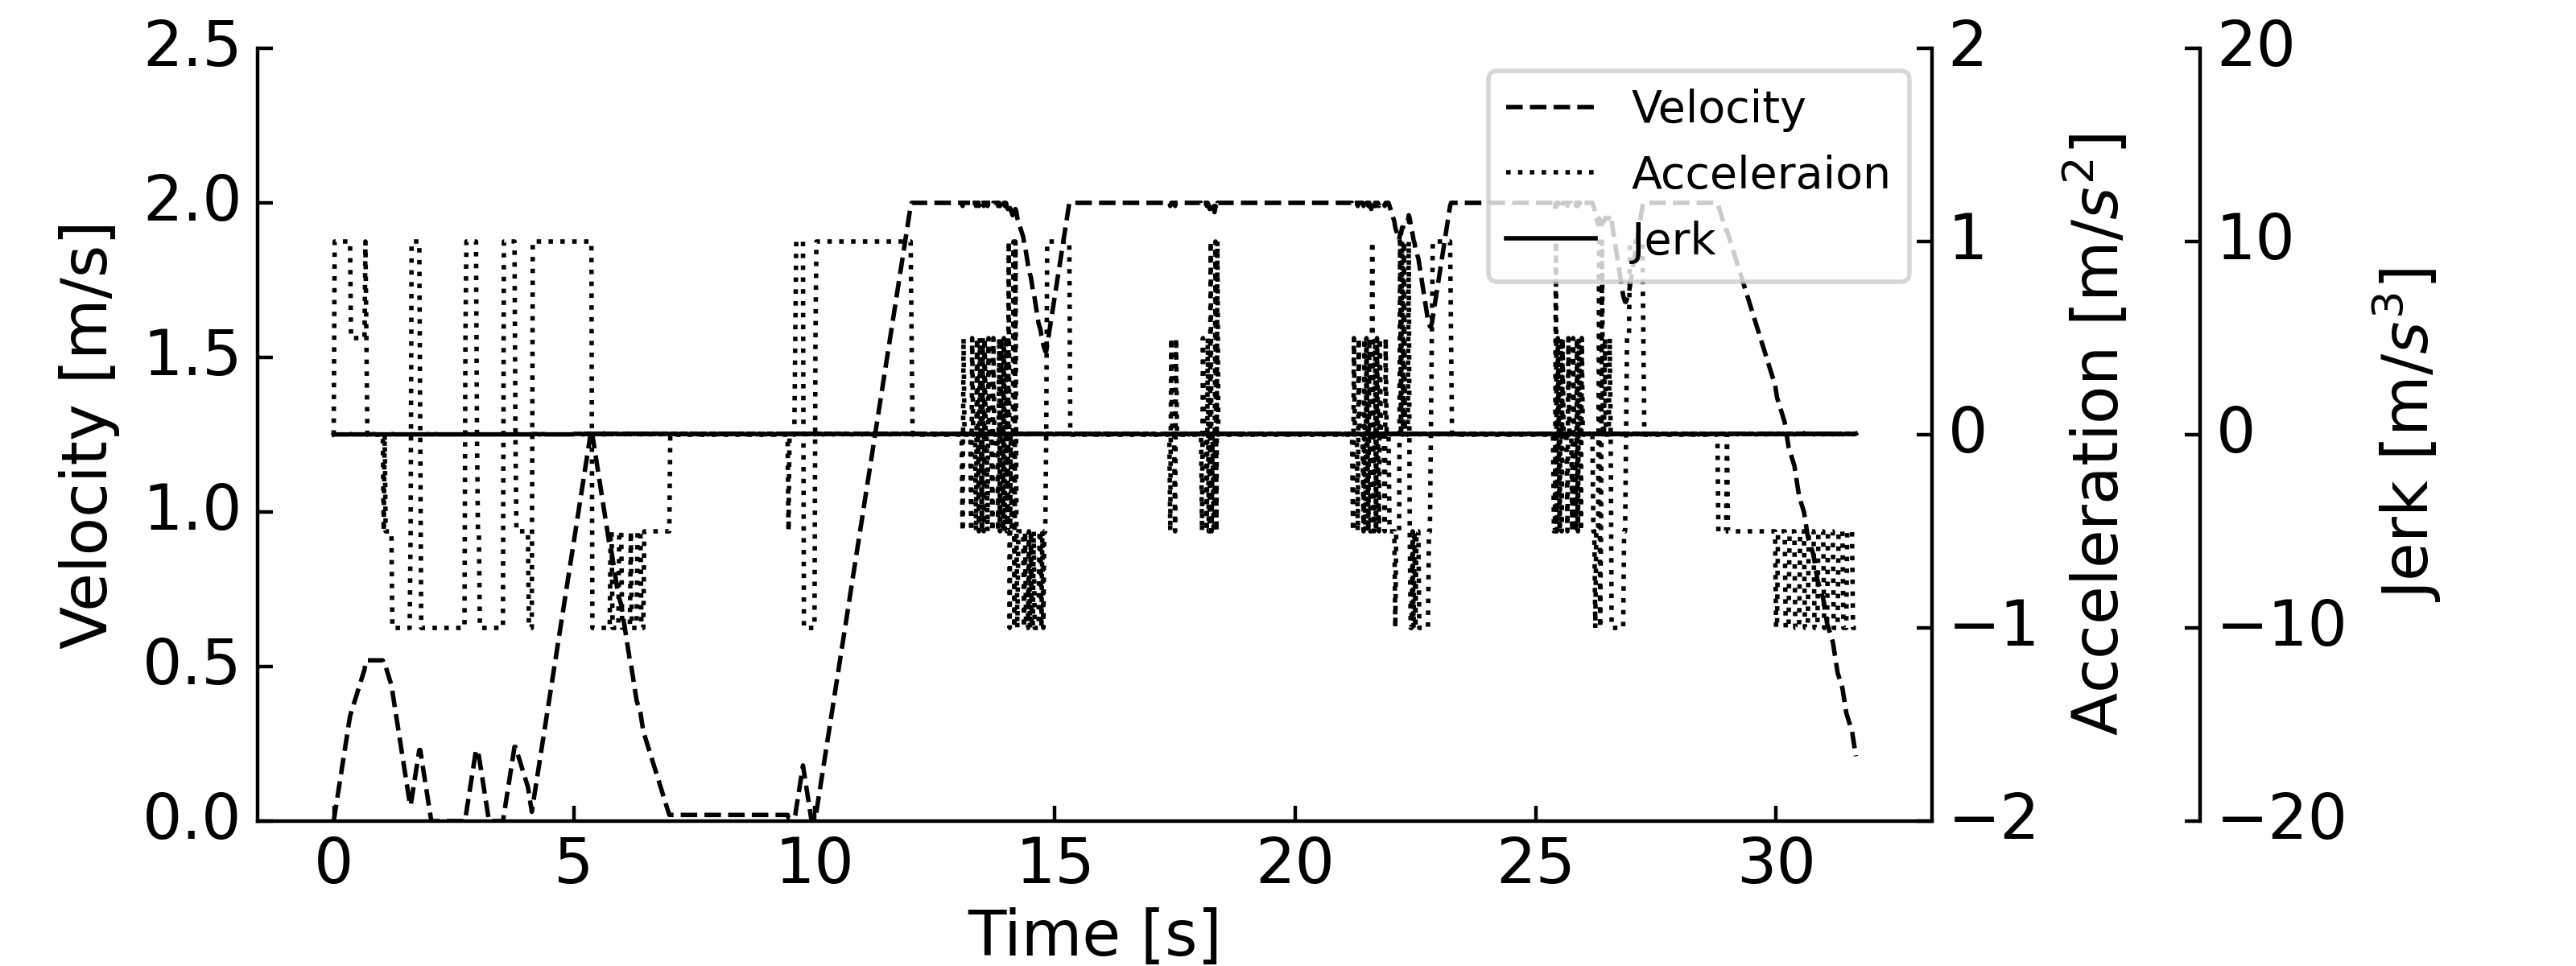 Velocity [m/s]
2.5
2.0
1.5
1.0
0.5
0.0
0 5 10 15 20 25 30
Time [s]
Velocity
Acceleraion
Jerk
2
1
0
−1
−2
Acceleration [m/s²]
20
10
0
−10
−20
Jerk [m/s³]